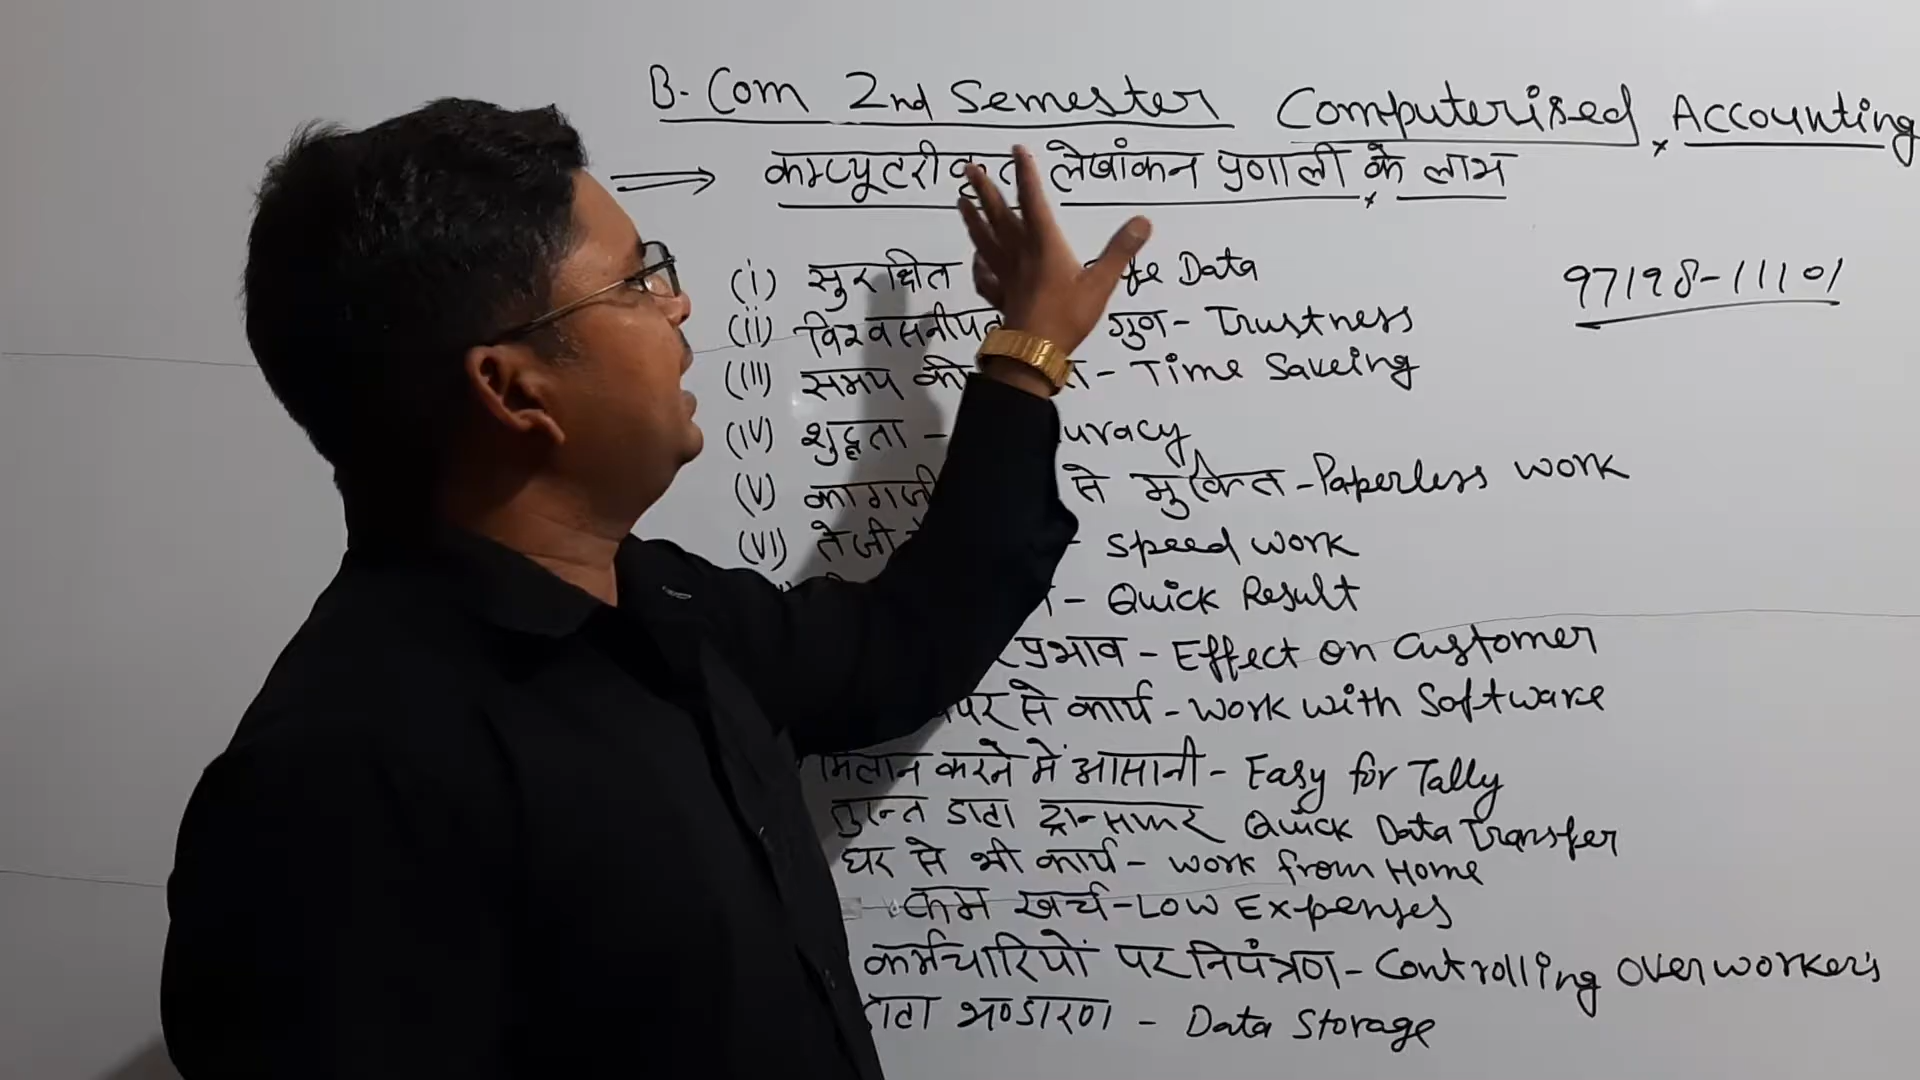 B. Com 2nd Semester Computerised Accounting
कम्प्यूटरीकृत लेखांकन प्रणाली के लाभ
(i) सुरक्षित Data
97198-11101
(ii) गुण - Trustness
(iii) समय - Time Saveing
(iv) शुद्धता -
(v) से मुक्ति - Paperless work
(vi) तेजी - Speed work
- Quick Result
प्रभाव - Effect on Customer
से कार्य - Work with Software
मिलान करने में आसानी - Easy for Tally
तुरन्त डाटा ट्रान्सफर Quick Data Transfer
घर से भी कार्य - Work from Home
कम खर्च - Low Expenses
कर्मचारियों पर नियंत्रण - Controlling over worker's
डाटा भण्डारण - Data Storage